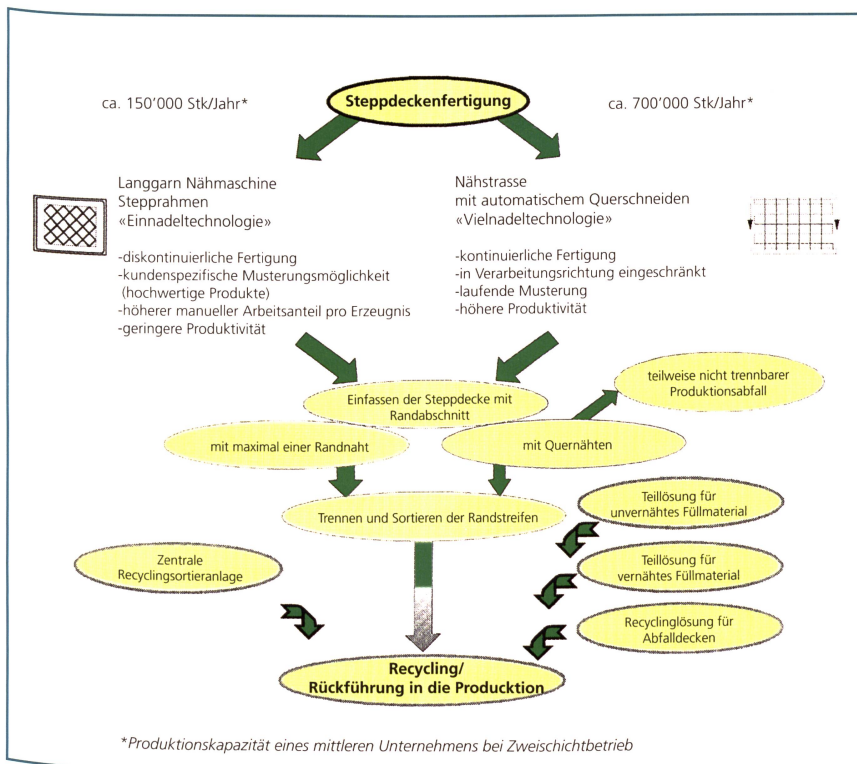 ca. 150'000 Stk/Jahr*
Steppdeckenfertigung
ca. 700'000 Stk/Jahr*
Langgarn Nähmaschine
Stepprahmen
«Einnadeltechnologie»
-diskontinuierliche Fertigung
-kundenspezifische Musterungsmöglichkeit
(hochwertige Produkte)
-höherer manueller Arbeitsanteil pro Erzeugnis
-geringere Produktivität
Nähstrasse
mit automatischem Querschneiden
«Vielnadeltechnologie»
-kontinuierliche Fertigung
-in Verarbeitungsrichtung eingeschränkt
-laufende Musterung
-höhere Produktivität
Einfassen der Steppdecke mit
Randabschnitt
teilweise nicht trennbarer
Produktionsabfall
mit maximal einer Randnaht
mit Quernähten
Trennen und Sortieren der Randstreifen
Teillösung für
unvernähtes Füllmaterial
Zentrale
Recyclingsortieranlage
Teillösung für
vernähtes Füllmaterial
Recyclinglösung für
Abfalldecken
Recycling/
Rückführung in die Producktion
*Produktionskapazität eines mittleren Unternehmens bei Zweischichtbetrieb